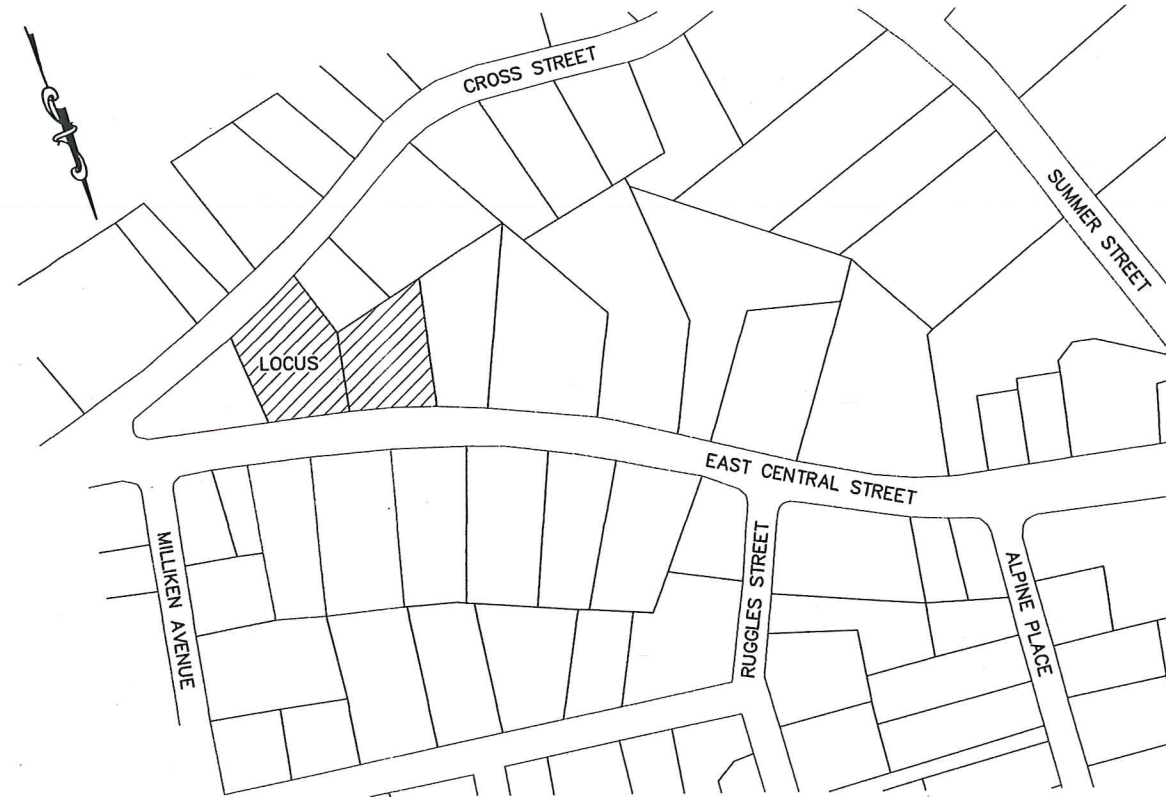 CROSS STREET
SUMMER STREET
LOCUS
EAST CENTRAL STREET
MILLIKEN AVENUE
RUGGLES STREET
ALPINE PLACE